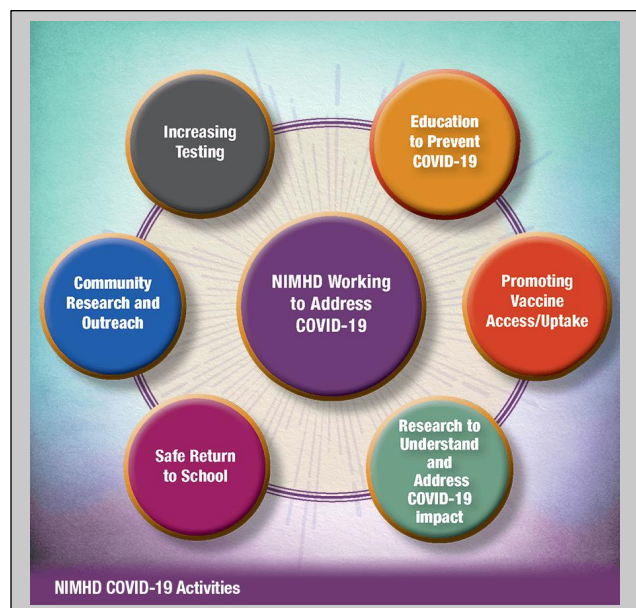 Increasing
Testing
Education
to Prevent
COVID-19
Community
Research and
Outreach
NIMHD Working
to Address
COVID-19
Promoting
Vaccine
Access/Uptake
Safe Return
to School
Research to
Understand
and
Address
COVID-19
impact
NIMHD COVID-19 Activities